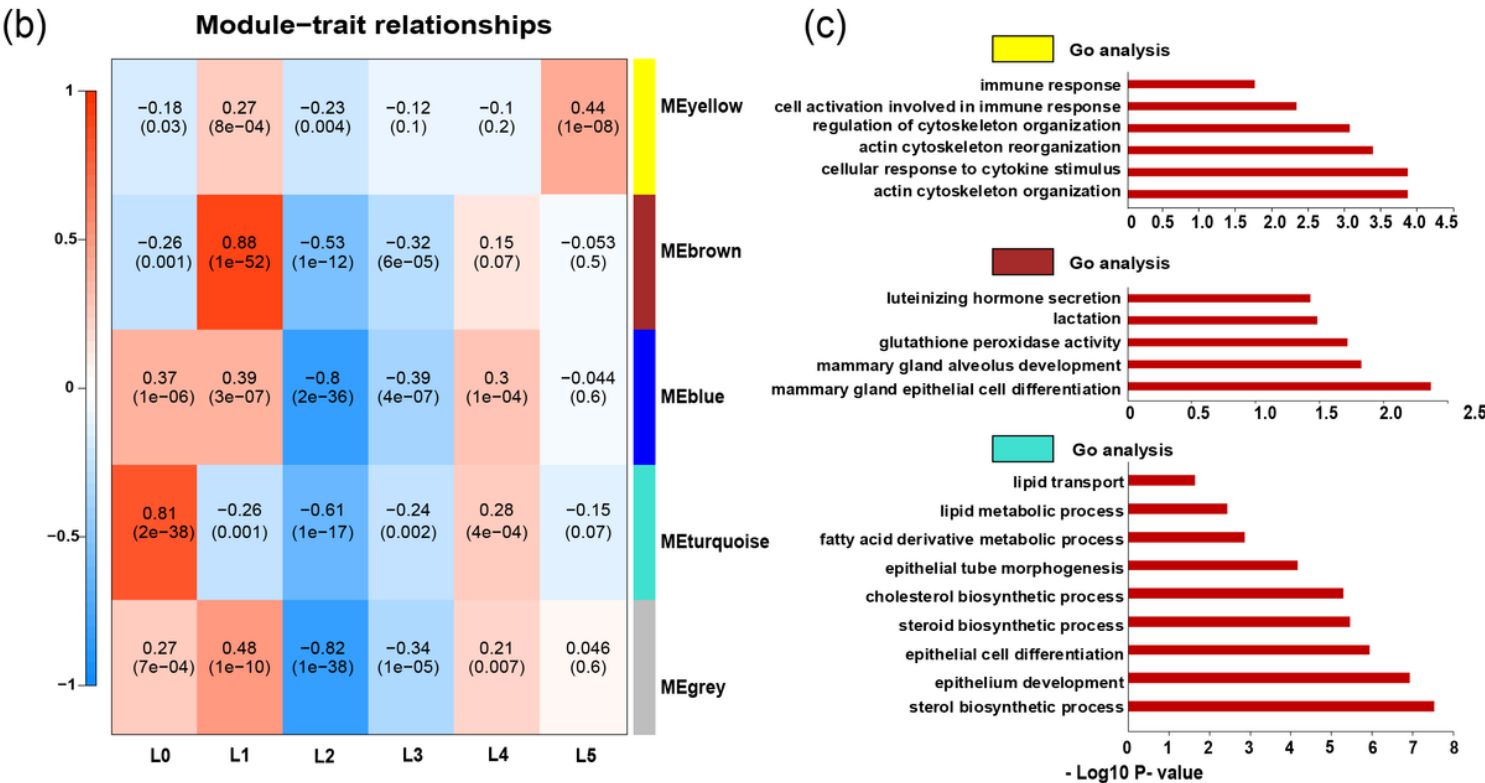 (b)
Module−trait relationships
1
0.5
0
−0.5
−1
−0.18 0.27 −0.23 −0.12 −0.1 0.44
(0.03) (8e−04) (0.004) (0.1) (0.2) (1e−08)
MEyellow
−0.26 0.88 −0.53 −0.32 0.15 −0.053
(0.001) (1e−52) (1e−12) (6e−05) (0.07) (0.5)
MEbrown
0.37 0.39 −0.8 −0.39 0.3 −0.044
(1e−06) (3e−07) (2e−36) (4e−07) (1e−04) (0.6)
MEblue
0.81 −0.26 −0.61 −0.24 0.28 −0.15
(2e−38) (0.001) (1e−17) (0.002) (4e−04) (0.07)
MEturquoise
0.27 0.48 −0.82 −0.34 0.21 0.046
(7e−04) (1e−10) (1e−38) (1e−05) (0.007) (0.6)
MEgrey
L0 L1 L2 L3 L4 L5
(c)
Go analysis
immune response
cell activation involved in immune response
regulation of cytoskeleton organization
actin cytoskeleton reorganization
cellular response to cytokine stimulus
actin cytoskeleton organization
0 0.5 1.0 1.5 2.0 2.5 3.0 3.5 4.0 4.5
Go analysis
luteinizing hormone secretion
lactation
glutathione peroxidase activity
mammary gland alveolus development
mammary gland epithelial cell differentiation
0 0.5 1.0 1.5 2.0 2.5
Go analysis
lipid transport
lipid metabolic process
fatty acid derivative metabolic process
epithelial tube morphogenesis
cholesterol biosynthetic process
steroid biosynthetic process
epithelial cell differentiation
epithelium development
sterol biosynthetic process
0 1 2 3 4 5 6 7 8
- Log10 P- value